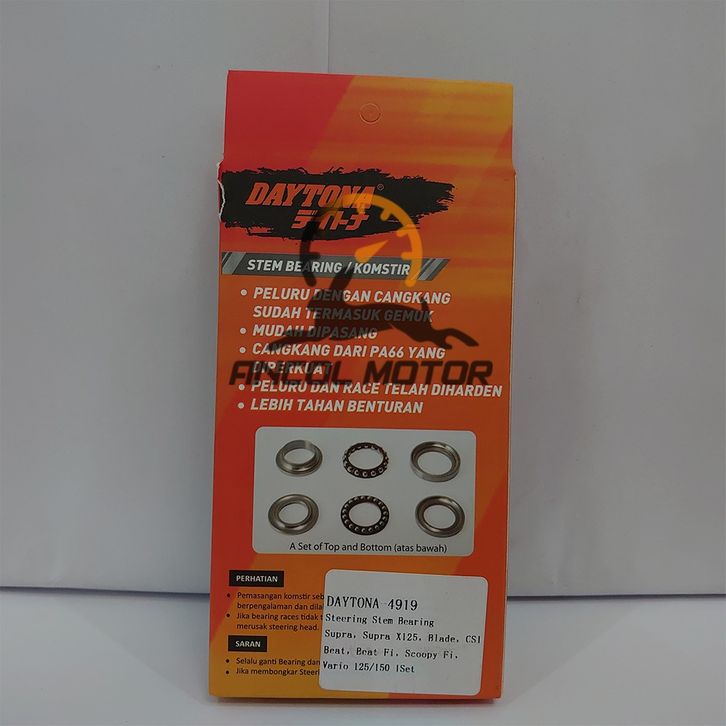 DAYTONA®
デイトナ
STEM BEARING / KOMSTIR
• PELURU DENGAN CANGKANG
SUDAH TERMASUK GEMUK
• MUDAH DIPASANG
• CANGKANG DARI PA66 YANG
DIPERKUAT
ANCOL MOTOR
• PELURU DAN RACE TELAH DIHARDEN
• LEBIH TAHAN BENTURAN
A Set of Top and Bottom (atas bawah)
PERHATIAN
• Pemasangan komstir seb
berpengalaman dan dila
• Jika bearing races tidak
merusak steering head.
SARAN
• Selalu ganti Bearing dan
• Jika membongkar Steeri
DAYTONA 4919
Steering Stem Bearing
Supra, Supra X125, Blade, CS1
Beat, Beat Fi, Scoopy Fi,
Vario 125/150 1Set